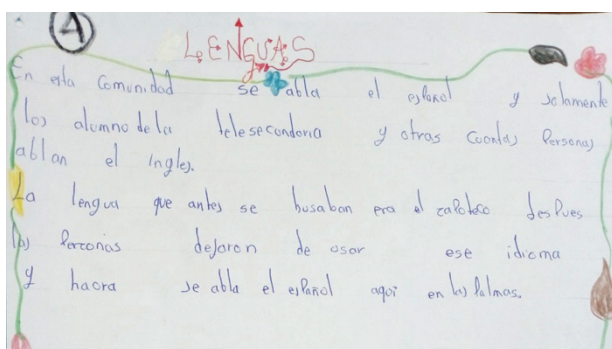 4
LENGUAS
En esta Comunidad se abla el español y solamente
los alumno de la telesecondoria y otras Cuantas Personas
ablan el Ingles.
La lengua que antes se husaban era el zapoteco desPues
las Perconas dejaron de osar ese idioma
y haora se abla el esPañol aqui en las Palmas.